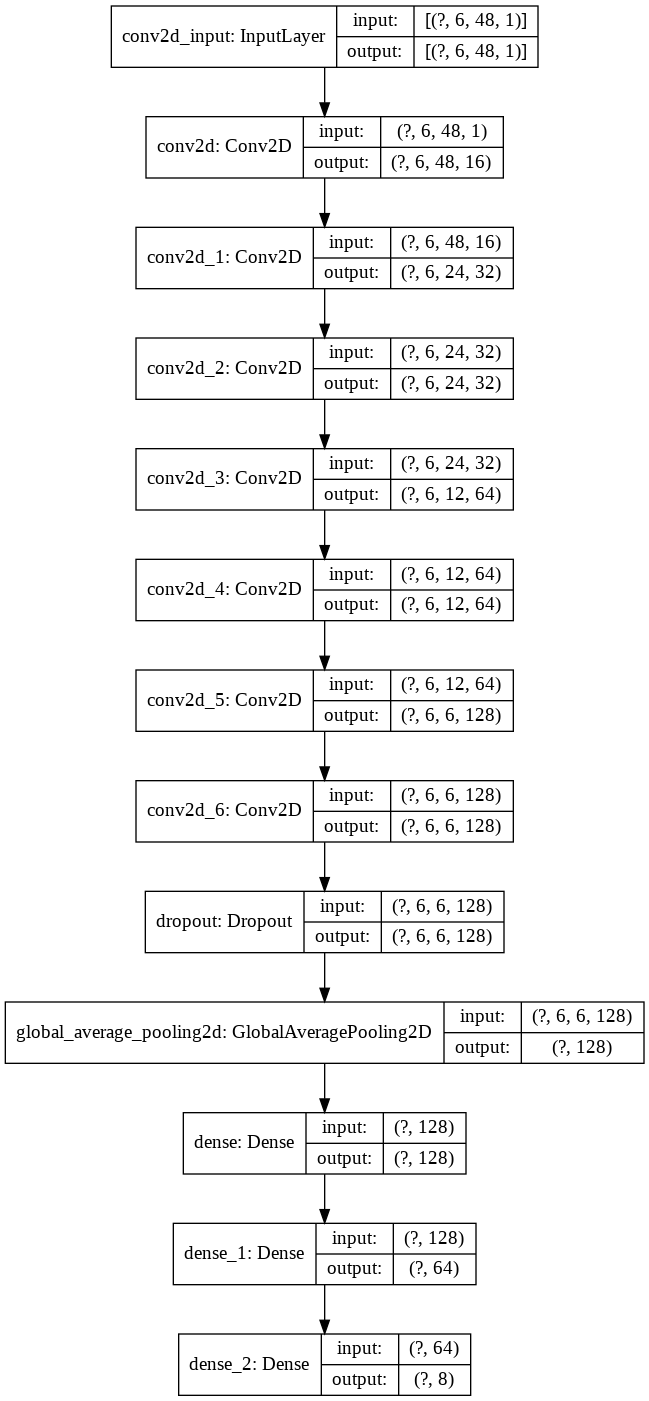 conv2d_input: InputLayer
input: [(?, 6, 48, 1)]
output: [(?, 6, 48, 1)]
conv2d: Conv2D
input: (?, 6, 48, 1)
output: (?, 6, 48, 16)
conv2d_1: Conv2D
input: (?, 6, 48, 16)
output: (?, 6, 24, 32)
conv2d_2: Conv2D
input: (?, 6, 24, 32)
output: (?, 6, 24, 32)
conv2d_3: Conv2D
input: (?, 6, 24, 32)
output: (?, 6, 12, 64)
conv2d_4: Conv2D
input: (?, 6, 12, 64)
output: (?, 6, 12, 64)
conv2d_5: Conv2D
input: (?, 6, 12, 64)
output: (?, 6, 6, 128)
conv2d_6: Conv2D
input: (?, 6, 6, 128)
output: (?, 6, 6, 128)
dropout: Dropout
input: (?, 6, 6, 128)
output: (?, 6, 6, 128)
global_average_pooling2d: GlobalAveragePooling2D
input: (?, 6, 6, 128)
output: (?, 128)
dense: Dense
input: (?, 128)
output: (?, 128)
dense_1: Dense
input: (?, 128)
output: (?, 64)
dense_2: Dense
input: (?, 64)
output: (?, 8)